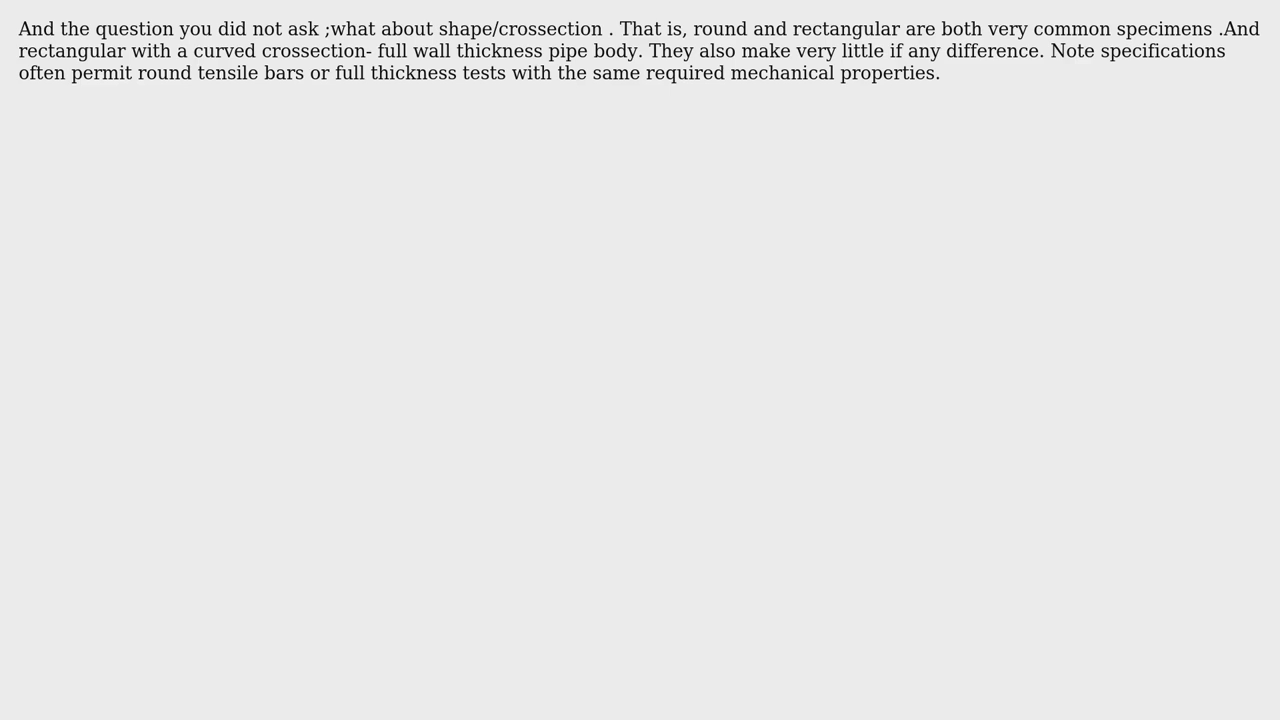 And the question you did not ask ;what about shape/crossection . That is, round and rectangular are both very common specimens .And
rectangular with a curved crossection- full wall thickness pipe body. They also make very little if any difference. Note specifications
often permit round tensile bars or full thickness tests with the same required mechanical properties.